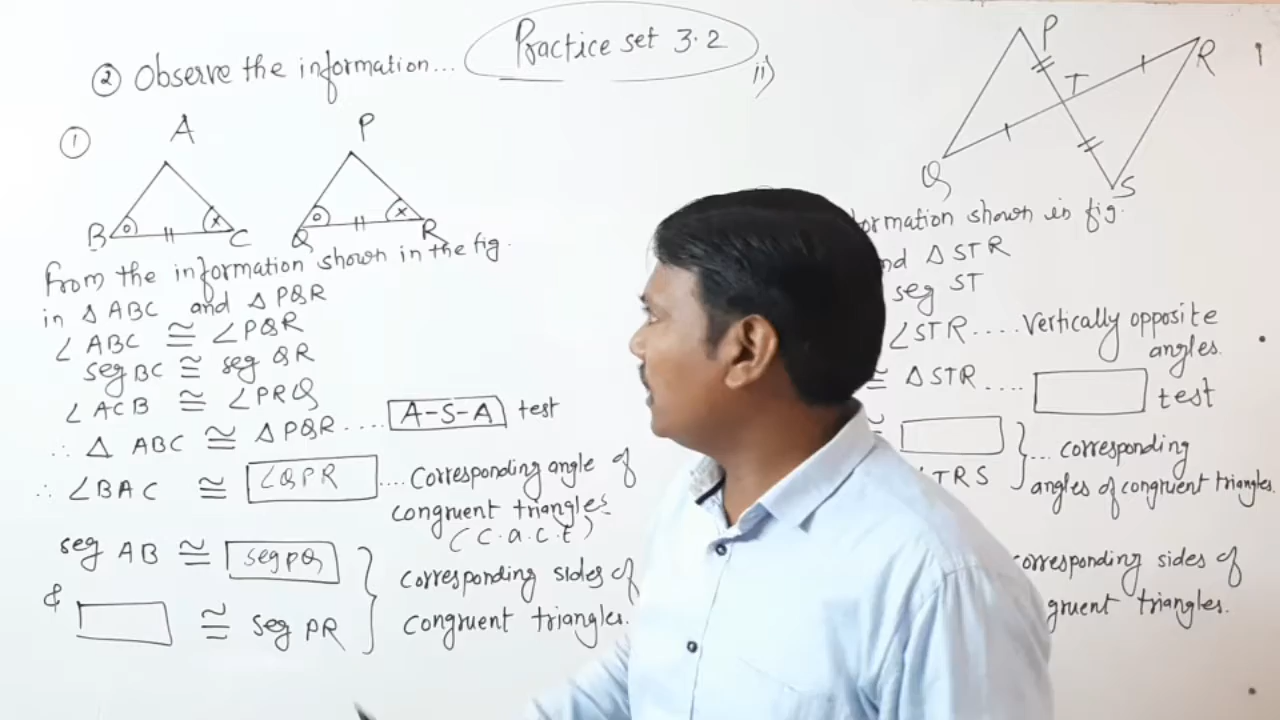 Practice set 3.2
② Observe the information...
①
A
B
C
o
x
P
Q
R
o
x
From the information shown in the fig.
in △ ABC and △ PQR
∠ ABC ≅ ∠PQR
seg BC ≅ seg QR
∠ ACB ≅ ∠PRQ
∴ △ ABC ≅ △PQR .... A-S-A test
∴ ∠BAC ≅ ∠QPR .... Corresponding angle of
congruent triangles.
(C.a.c.t)
seg AB ≅ seg PQ
corresponding sides of
& ≅ seg PR
congruent triangles.
ii)
P
T
R
Q
S
shown in fig.
△ STR
seg ST
∠STR .... Vertically opposite
angles.
≅ △STR .... test
... corresponding
TRS
angles of congruent triangles.
corresponding sides of
triangles.